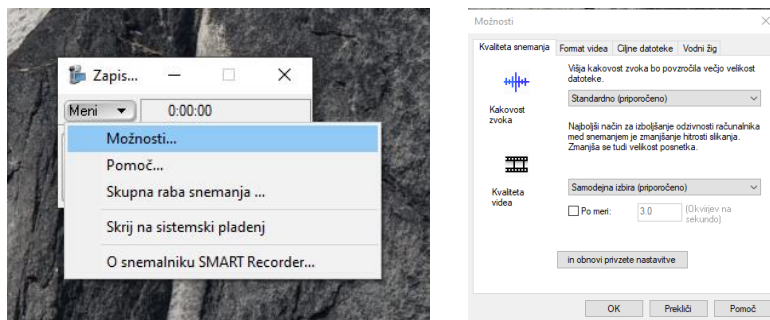 Zapis...
Meni 0:00:00
Možnosti...
Pomoč...
Skupna raba snemanja ...
Skrij na sistemski pladenj
O snemalniku SMART Recorder...
Možnosti
Kvaliteta snemanja Format videa Ciljne datoteke Vodni žig
Višja kakovost zvoka bo povzročila večjo velikost
datoteke.
Kakovost
zvoka
Standardno (priporočeno)
Najboljši način za izboljšanje odzivnosti računalnika
med snemanjem je zmanjšanje hitrosti slikanja.
Zmanjša se tudi velikost posnetka.
Kvaliteta
videa
Samodejna izbira (priporočeno)
Po meri: 3.0 (Okvirjev na
sekundo)
in obnovi privzete nastavitve
OK Prekliči Pomoč